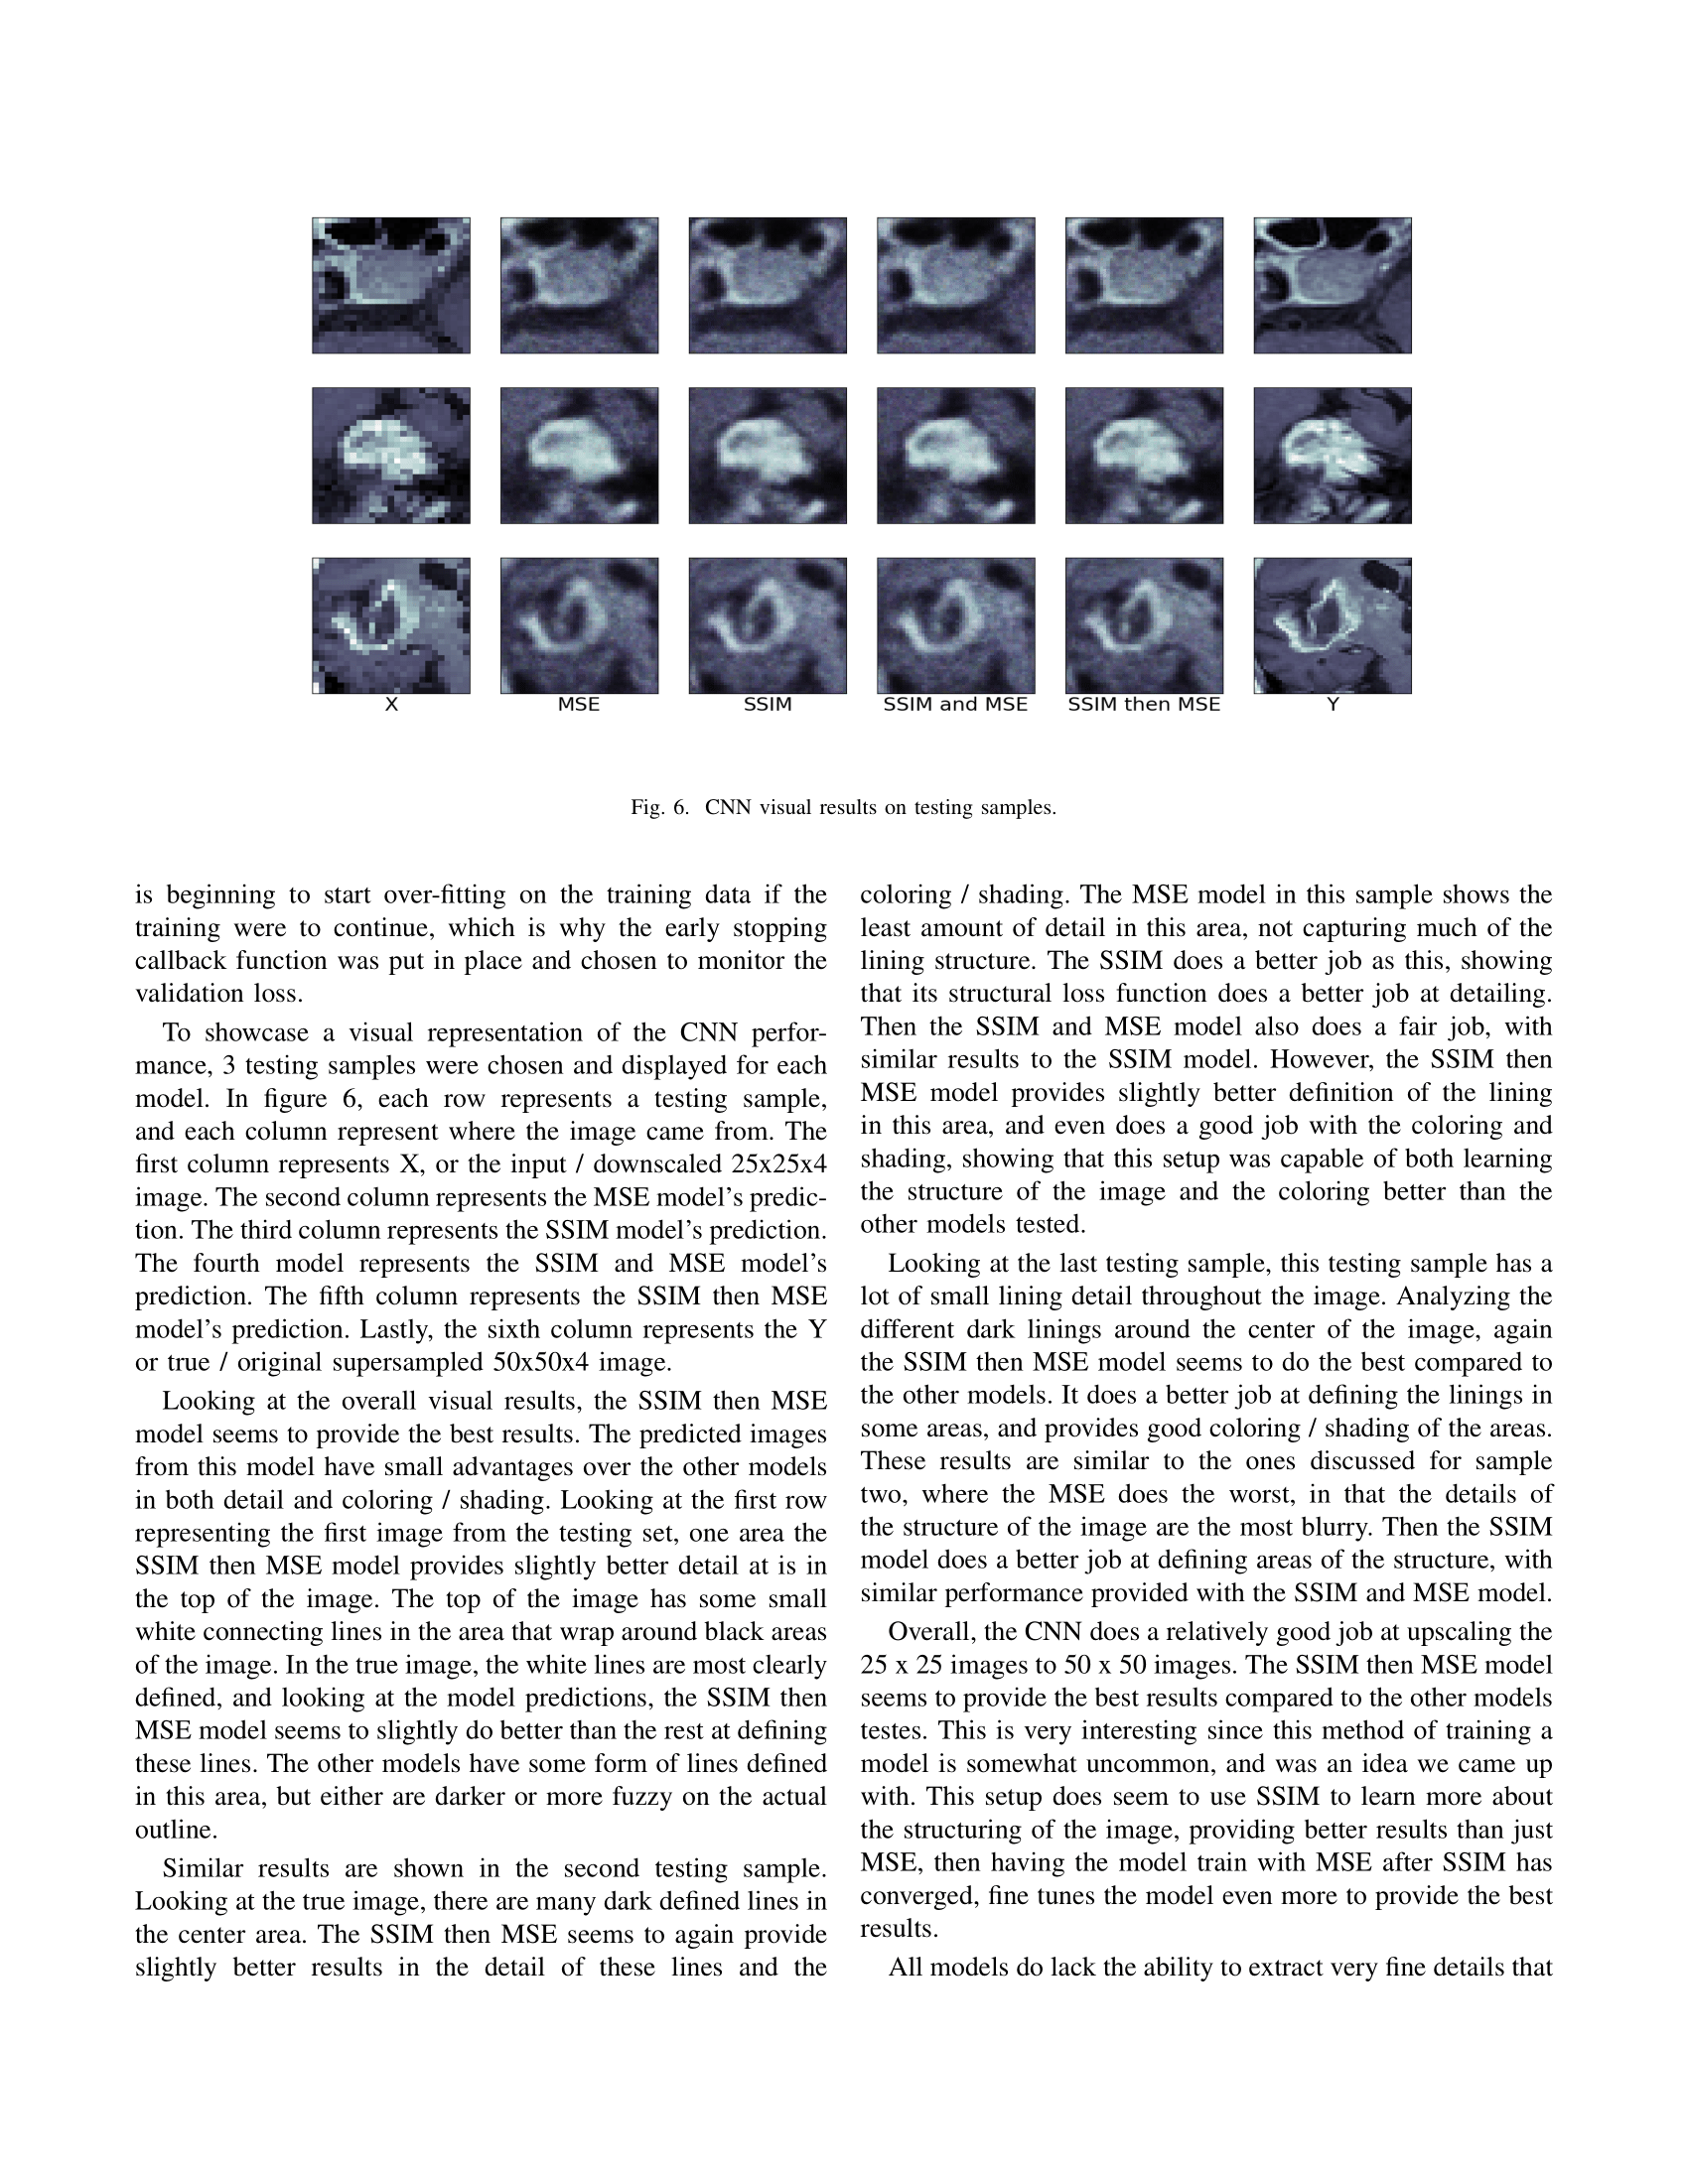 X MSE SSIM SSIM and MSE SSIM then MSE Y
Fig. 6. CNN visual results on testing samples.
is beginning to start over-fitting on the training data if the
training were to continue, which is why the early stopping
callback function was put in place and chosen to monitor the
validation loss.
To showcase a visual representation of the CNN perfor-
mance, 3 testing samples were chosen and displayed for each
model. In figure 6, each row represents a testing sample,
and each column represent where the image came from. The
first column represents X, or the input / downscaled 25x25x4
image. The second column represents the MSE model's predic-
tion. The third column represents the SSIM model's prediction.
The fourth model represents the SSIM and MSE model's
prediction. The fifth column represents the SSIM then MSE
model's prediction. Lastly, the sixth column represents the Y
or true / original supersampled 50x50x4 image.
Looking at the overall visual results, the SSIM then MSE
model seems to provide the best results. The predicted images
from this model have small advantages over the other models
in both detail and coloring / shading. Looking at the first row
representing the first image from the testing set, one area the
SSIM then MSE model provides slightly better detail at is in
the top of the image. The top of the image has some small
white connecting lines in the area that wrap around black areas
of the image. In the true image, the white lines are most clearly
defined, and looking at the model predictions, the SSIM then
MSE model seems to slightly do better than the rest at defining
these lines. The other models have some form of lines defined
in this area, but either are darker or more fuzzy on the actual
outline.
Similar results are shown in the second testing sample.
Looking at the true image, there are many dark defined lines in
the center area. The SSIM then MSE seems to again provide
slightly better results in the detail of these lines and the
coloring / shading. The MSE model in this sample shows the
least amount of detail in this area, not capturing much of the
lining structure. The SSIM does a better job as this, showing
that its structural loss function does a better job at detailing.
Then the SSIM and MSE model also does a fair job, with
similar results to the SSIM model. However, the SSIM then
MSE model provides slightly better definition of the lining
in this area, and even does a good job with the coloring and
shading, showing that this setup was capable of both learning
the structure of the image and the coloring better than the
other models tested.
Looking at the last testing sample, this testing sample has a
lot of small lining detail throughout the image. Analyzing the
different dark linings around the center of the image, again
the SSIM then MSE model seems to do the best compared to
the other models. It does a better job at defining the linings in
some areas, and provides good coloring / shading of the areas.
These results are similar to the ones discussed for sample
two, where the MSE does the worst, in that the details of
the structure of the image are the most blurry. Then the SSIM
model does a better job at defining areas of the structure, with
similar performance provided with the SSIM and MSE model.
Overall, the CNN does a relatively good job at upscaling the
25 x 25 images to 50 x 50 images. The SSIM then MSE model
seems to provide the best results compared to the other models
testes. This is very interesting since this method of training a
model is somewhat uncommon, and was an idea we came up
with. This setup does seem to use SSIM to learn more about
the structuring of the image, providing better results than just
MSE, then having the model train with MSE after SSIM has
converged, fine tunes the model even more to provide the best
results.
All models do lack the ability to extract very fine details that